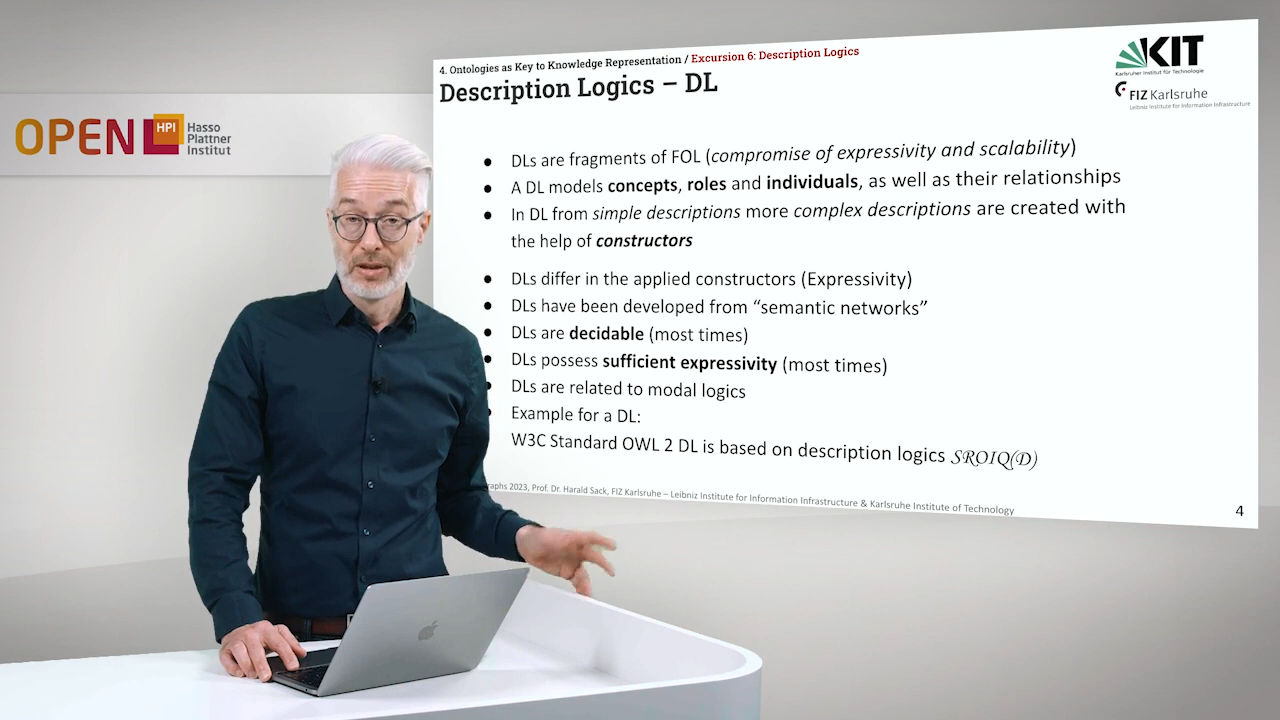 OPEN HPI Hasso
Plattner
Institut
4. Ontologies as Key to Knowledge Representation / Excursion 6: Description Logics
Description Logics – DL
KIT
Karlsruher Institut für Technologie
FIZ Karlsruhe
Leibniz Institute for Information Infrastructure
● DLs are fragments of FOL (compromise of expressivity and scalability)
● A DL models concepts, roles and individuals, as well as their relationships
● In DL from simple descriptions more complex descriptions are created with
the help of constructors
● DLs differ in the applied constructors (Expressivity)
● DLs have been developed from “semantic networks”
● DLs are decidable (most times)
● DLs possess sufficient expressivity (most times)
● DLs are related to modal logics
● Example for a DL:
W3C Standard OWL 2 DL is based on description logics SROIQ(D)
2023, Prof. Dr. Harald Sack, FIZ Karlsruhe – Leibniz Institute for Information Infrastructure & Karlsruhe Institute of Technology
4